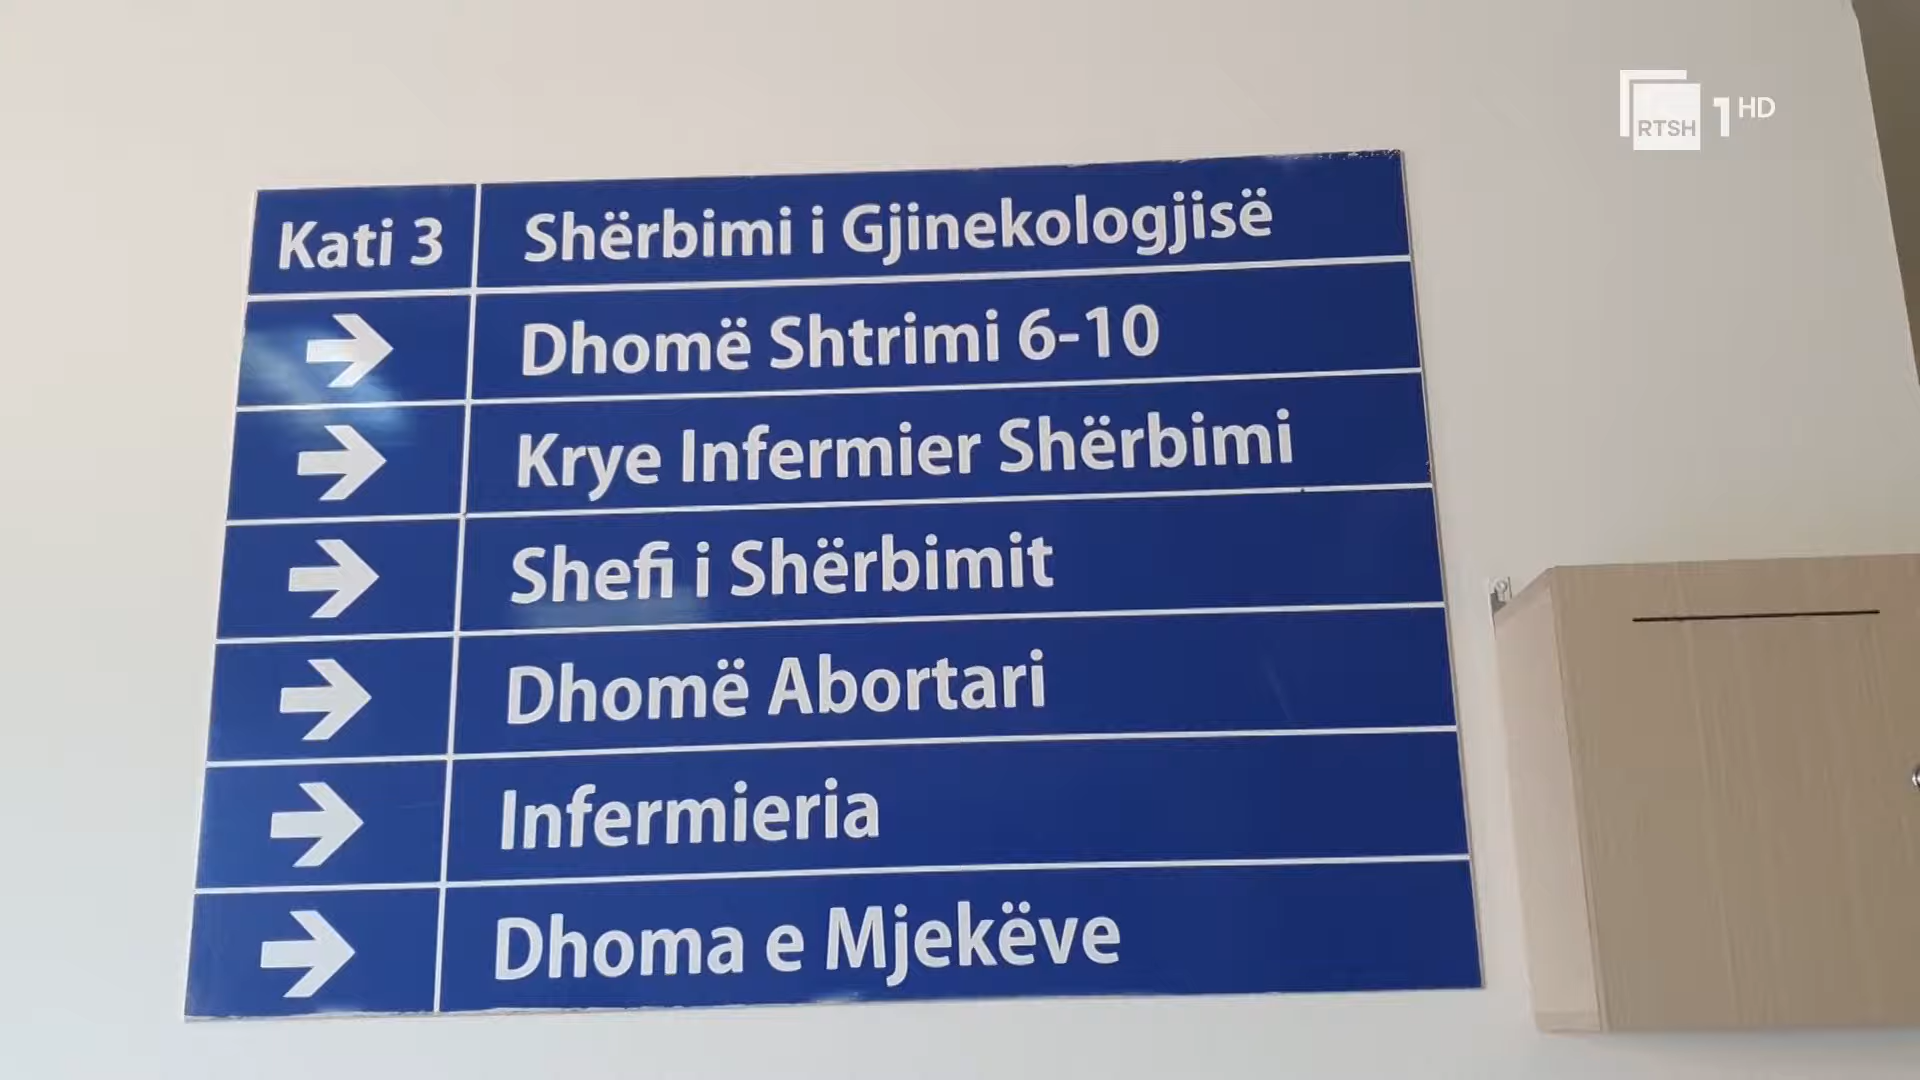 RTSH 1 HD
Kati 3 Shërbimi i Gjinekologjisë
Dhomë Shtrimi 6-10
Krye Infermier Shërbimi
Shefi i Shërbimit
Dhomë Abortari
Infermieria
Dhoma e Mjekëve